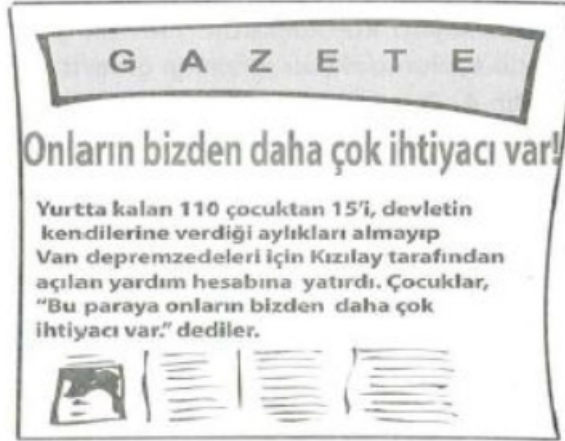 GAZETE
Onların bizden daha çok ihtiyacı var!
Yurtta kalan 110 çocuktan 15'i, devletin
kendilerine verdiği aylıkları almayıp
Van depremzedeleri için Kızılay tarafından
açılan yardım hesabına yatırdı. Çocuklar,
"Bu paraya onların bizden daha çok
ihtiyacı var." dediler.